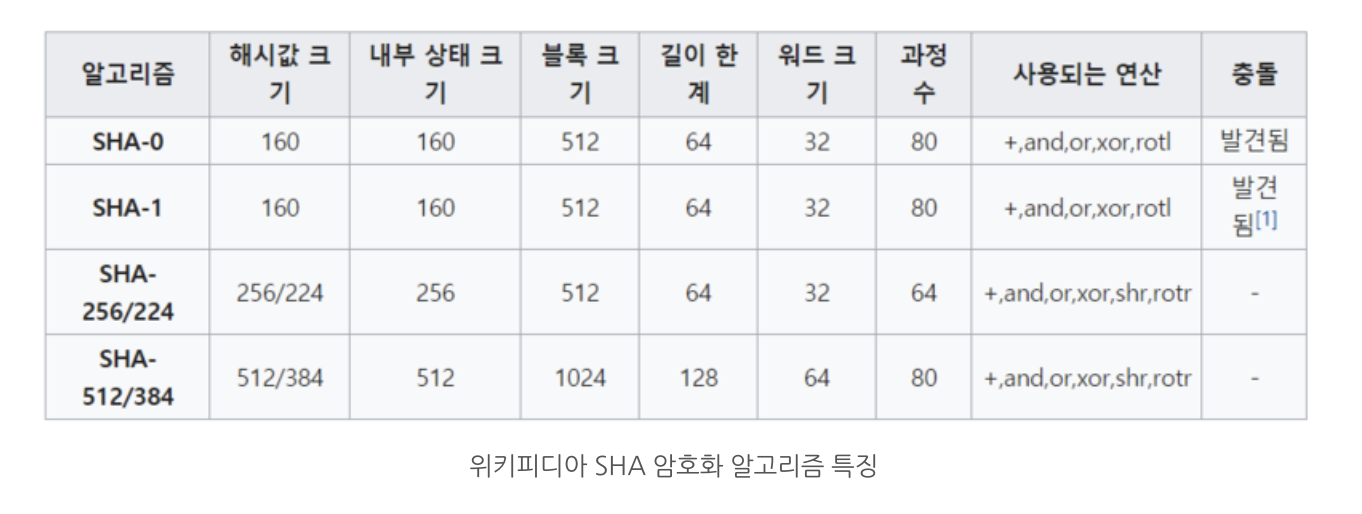 알고리즘 해시값 크기 내부 상태 크기 블록 크기 길이 한계 워드 크기 과정 수 사용되는 연산 충돌
SHA-0 160 160 512 64 32 80 +,and,or,xor,rotl 발견됨
SHA-1 160 160 512 64 32 80 +,and,or,xor,rotl 발견됨[1]
SHA-256/224 256/224 256 512 64 32 64 +,and,or,xor,shr,rotr -
SHA-512/384 512/384 512 1024 128 64 80 +,and,or,xor,shr,rotr -
위키피디아 SHA 암호화 알고리즘 특징